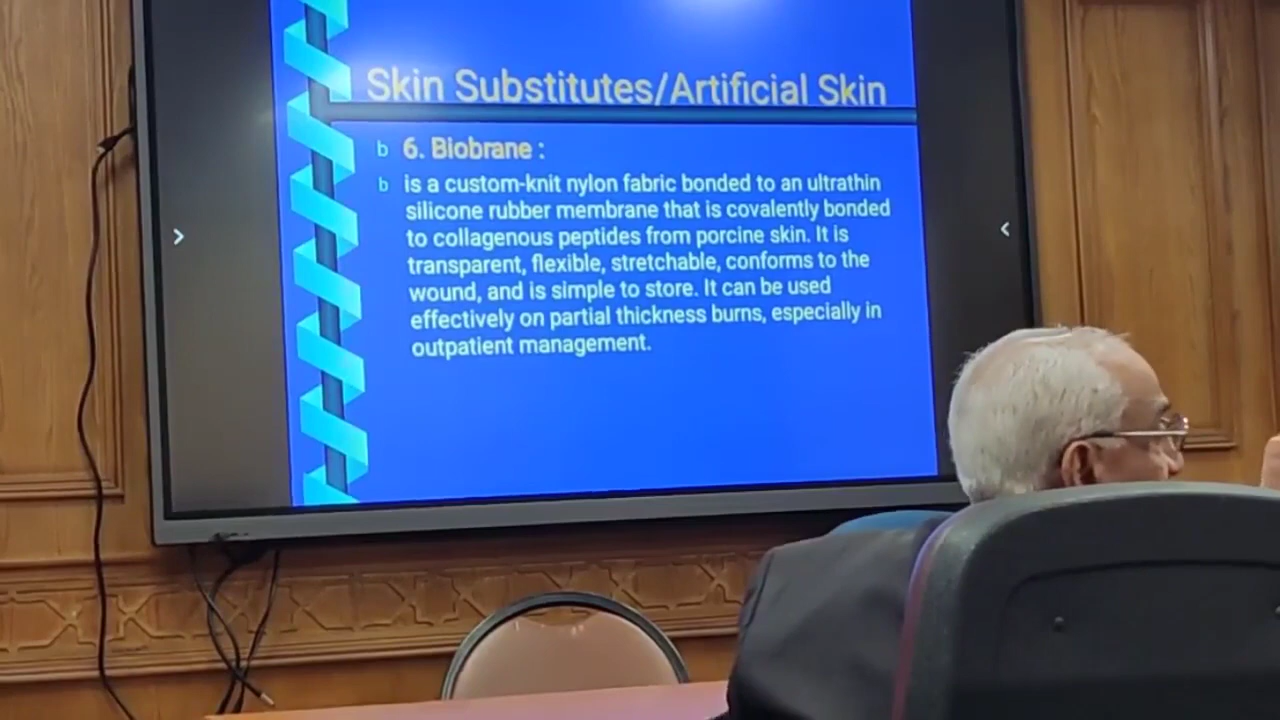 Skin Substitutes/Artificial Skin
b 6. Biobrane :
b is a custom-knit nylon fabric bonded to an ultrathin
silicone rubber membrane that is covalently bonded
to collagenous peptides from porcine skin. It is
transparent, flexible, stretchable, conforms to the
wound, and is simple to store. It can be used
effectively on partial thickness burns, especially in
outpatient management.